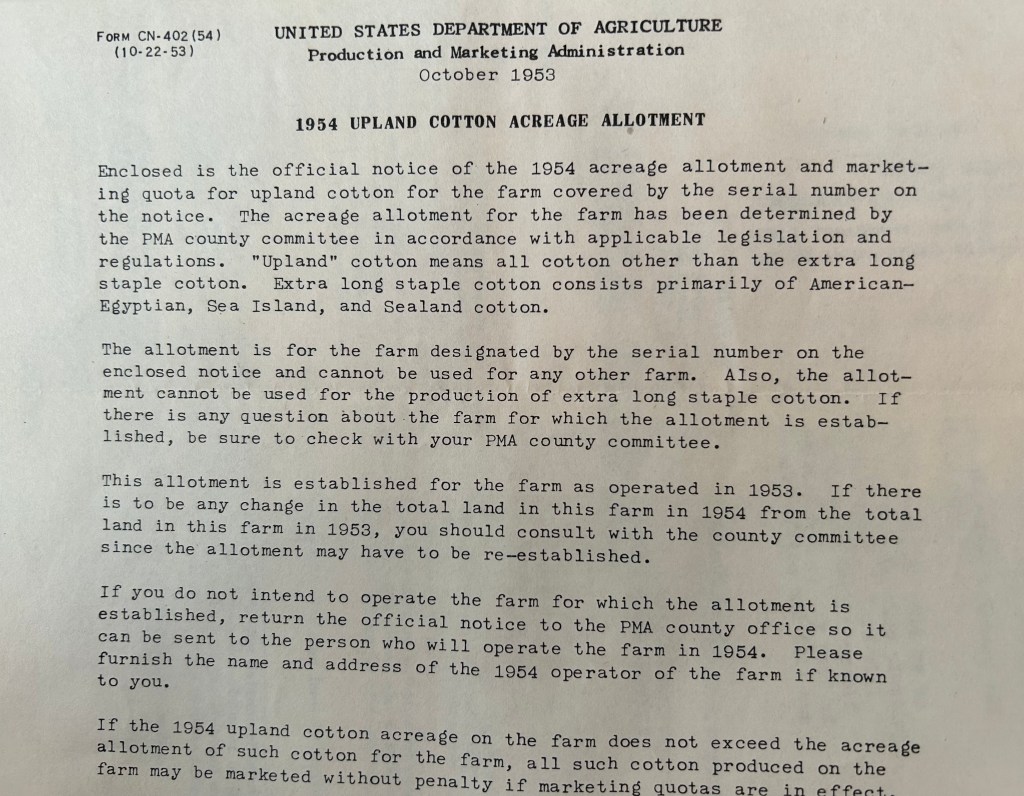 FORM CN-402(54)
(10-22-53)
UNITED STATES DEPARTMENT OF AGRICULTURE
Production and Marketing Administration
October 1953
1954 UPLAND COTTON ACREAGE ALLOTMENT
Enclosed is the official notice of the 1954 acreage allotment and market-
ing quota for upland cotton for the farm covered by the serial number on
the notice. The acreage allotment for the farm has been determined by
the PMA county committee in accordance with applicable legislation and
regulations. "Upland" cotton means all cotton other than the extra long
staple cotton. Extra long staple cotton consists primarily of American-
Egyptian, Sea Island, and Sealand cotton.
The allotment is for the farm designated by the serial number on the
enclosed notice and cannot be used for any other farm. Also, the allot-
ment cannot be used for the production of extra long staple cotton. If
there is any question about the farm for which the allotment is estab-
lished, be sure to check with your PMA county committee.
This allotment is established for the farm as operated in 1953. If there
is to be any change in the total land in this farm in 1954 from the total
land in this farm in 1953, you should consult with the county committee
since the allotment may have to be re-established.
If you do not intend to operate the farm for which the allotment is
established, return the official notice to the PMA county office so it
can be sent to the person who will operate the farm in 1954. Please
furnish the name and address of the 1954 operator of the farm if known
to you.
If the 1954 upland cotton acreage on the farm does not exceed the acreage
allotment of such cotton for the farm, all such cotton produced on the
farm may be marketed without penalty if marketing quotas are in effect.